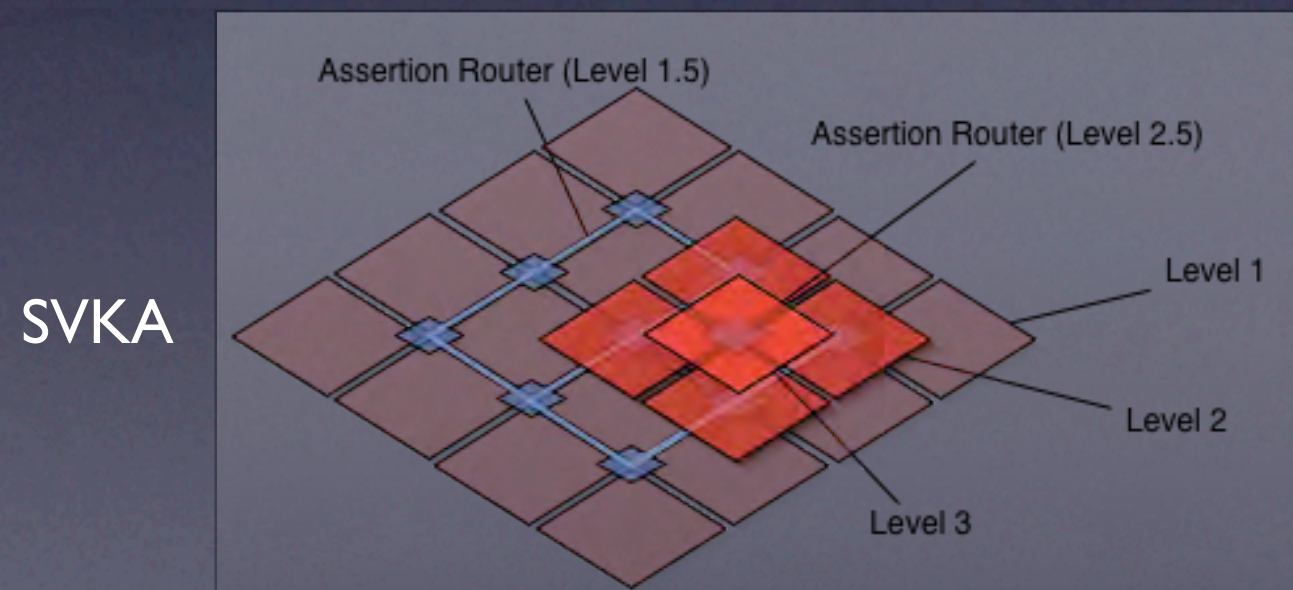 Assertion Router (Level 1.5)
Assertion Router (Level 2.5)
Level 1
SVKA
Level 2
Level 3